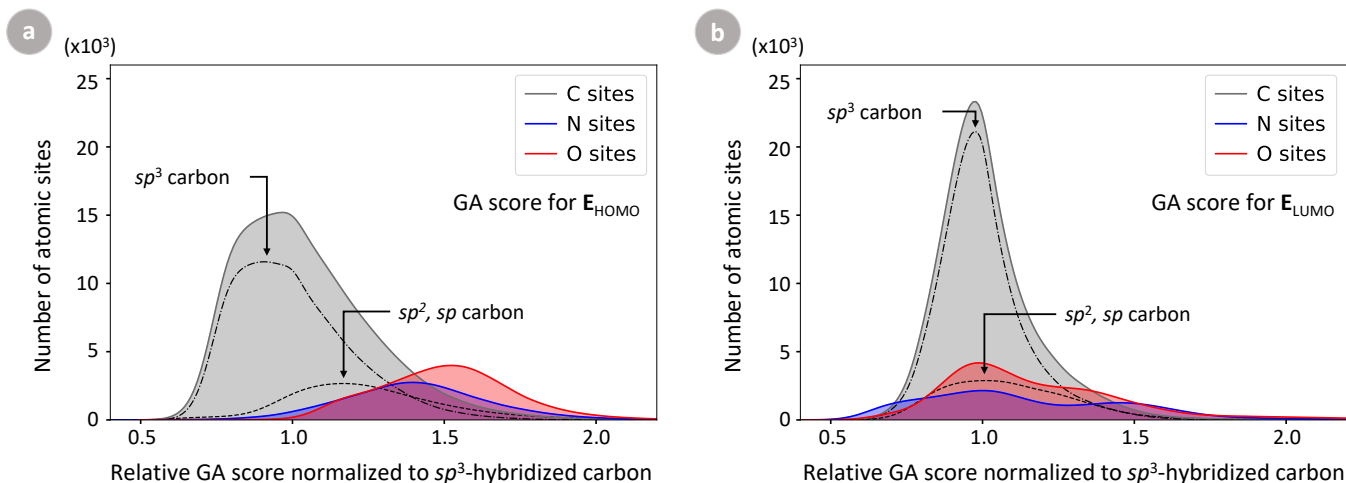 a
(x10³)
Number of atomic sites
25
20
15
10
5
0
C sites
N sites
O sites
sp³ carbon
GA score for E_HOMO
sp², sp carbon
0.5 1.0 1.5 2.0
Relative GA score normalized to sp³-hybridized carbon
b
(x10³)
Number of atomic sites
25
20
15
10
5
0
C sites
N sites
O sites
sp³ carbon
GA score for E_LUMO
sp², sp carbon
0.5 1.0 1.5 2.0
Relative GA score normalized to sp³-hybridized carbon